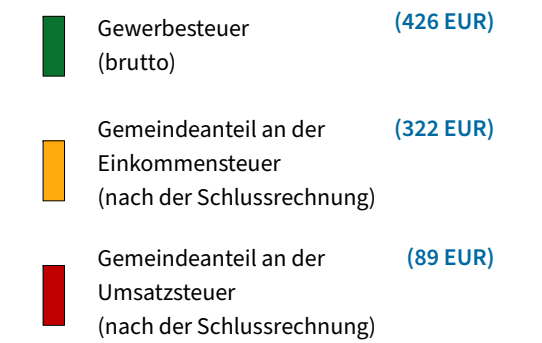 Gewerbesteuer (426 EUR)
(brutto)
Gemeindeanteil an der (322 EUR)
Einkommensteuer
(nach der Schlussrechnung)
Gemeindeanteil an der (89 EUR)
Umsatzsteuer
(nach der Schlussrechnung)